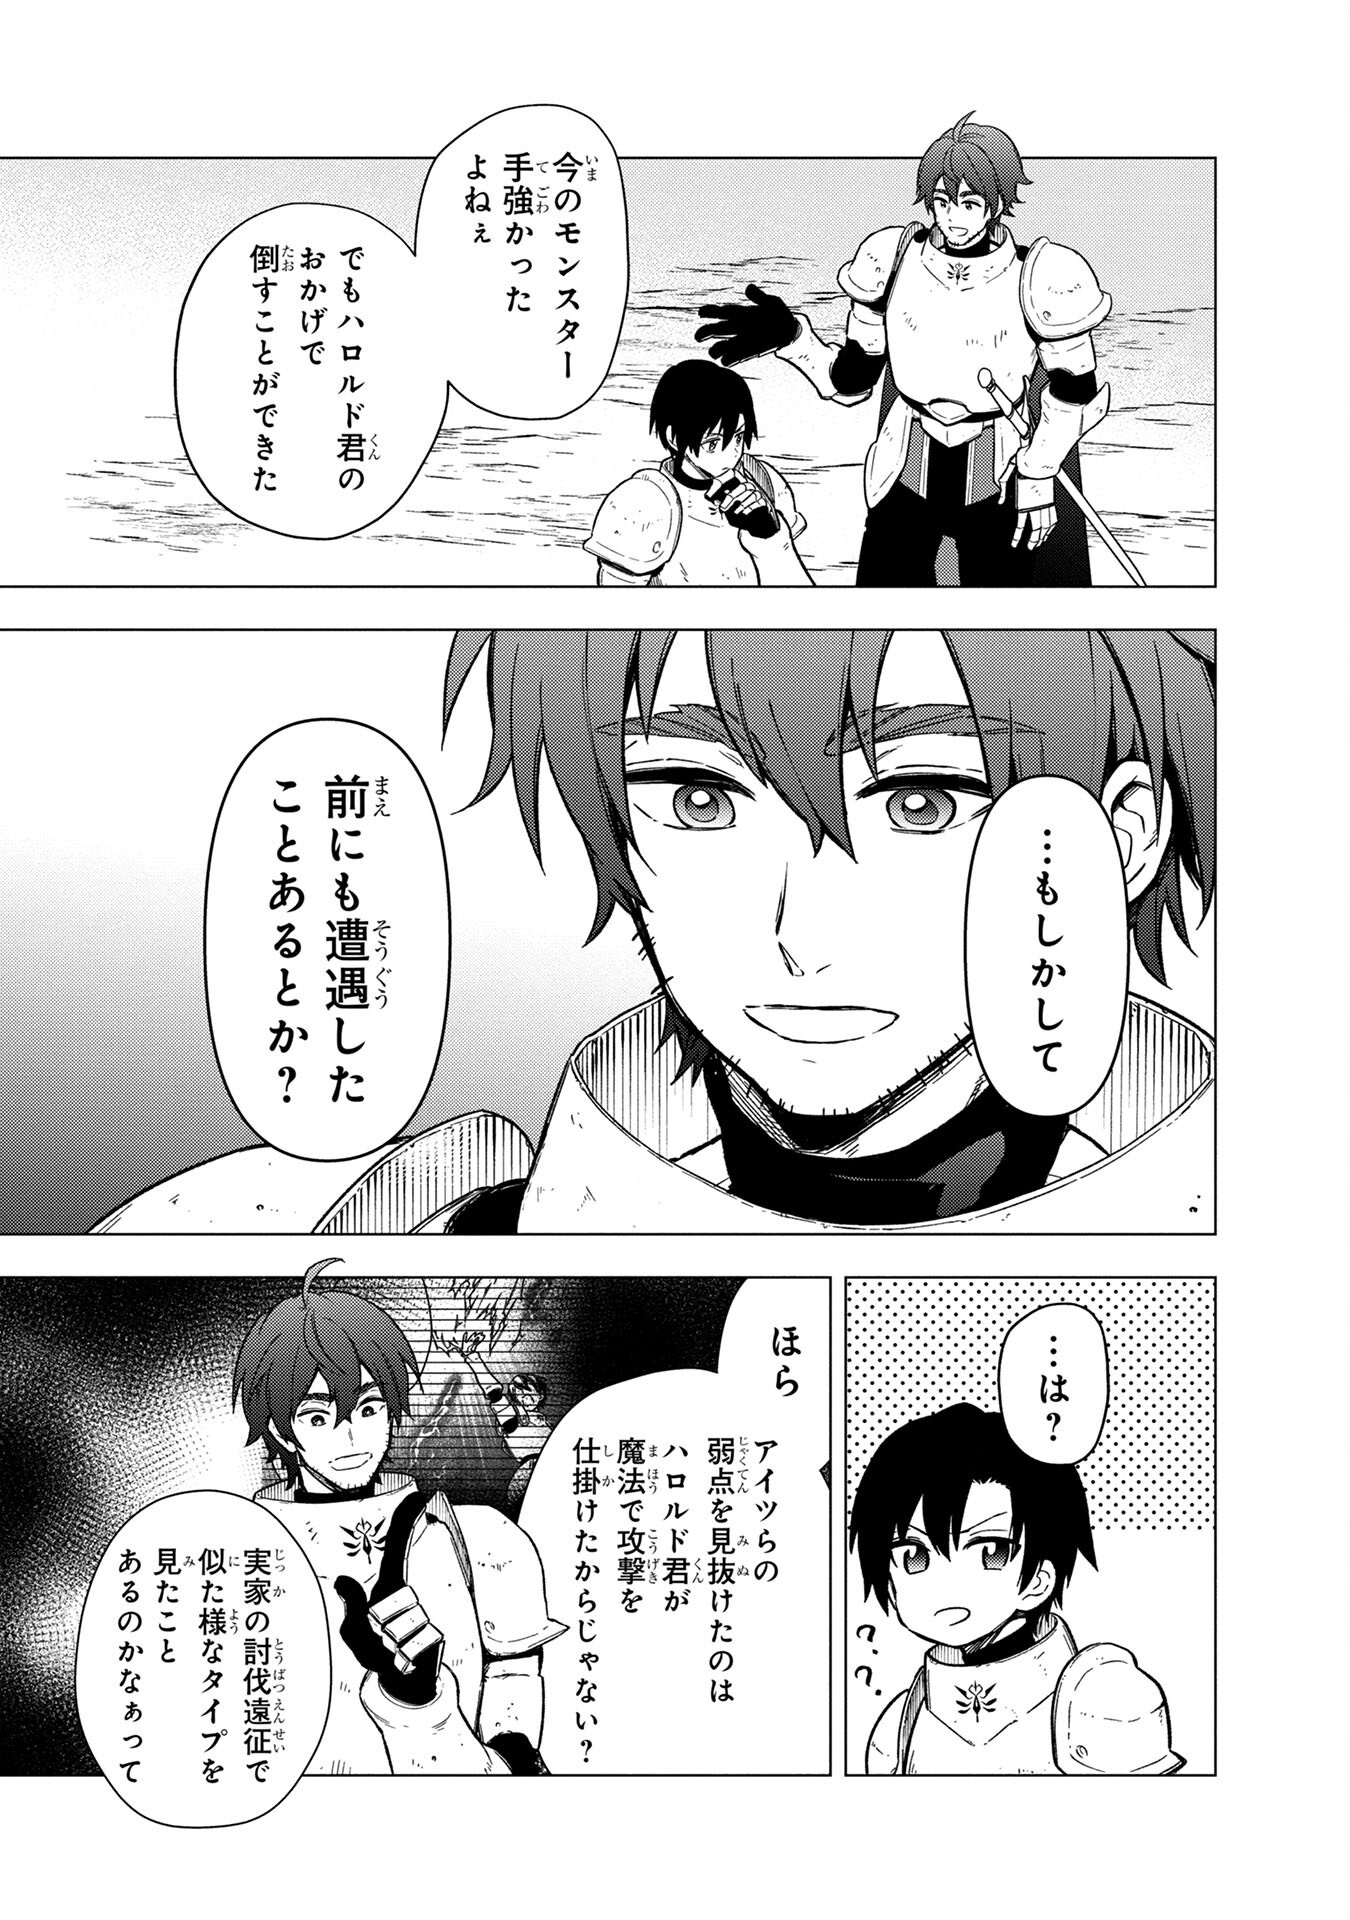 今のモンスター
手強かった
よねぇ
でもハロルド君の
おかげで
倒すことができた
…もしかして
前にも遭遇した
ことあるとか?
…は?
??
ほら
アイツらの
弱点を見抜けたのは
ハロルド君が
魔法で攻撃を
仕掛けたからじゃない?
実家の討伐遠征で
似た様なタイプを
見たこと
あるのかなぁって